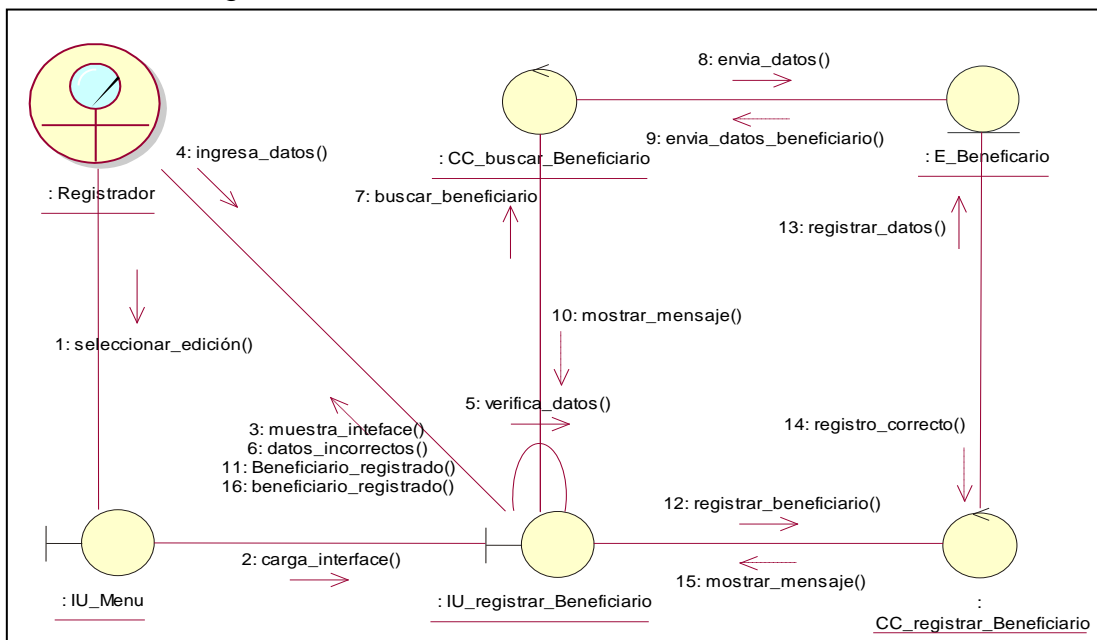 8: envia_datos()
9: envia_datos_beneficiario()
4: ingresa_datos()
: CC_buscar_Beneficiario
: E_Beneficario
: Registrador
7: buscar_beneficiario
13: registrar_datos()
10: mostrar_mensaje()
1: seleccionar_edición()
5: verifica_datos()
3: muestra_inteface()
6: datos_incorrectos()
11: Beneficiario_registrado()
16: beneficiario_registrado()
14: registro_correcto()
12: registrar_beneficiario()
2: carga_interface()
15: mostrar_mensaje()
: IU_Menu
: IU_registrar_Beneficiario
:
CC_registrar_Beneficiario